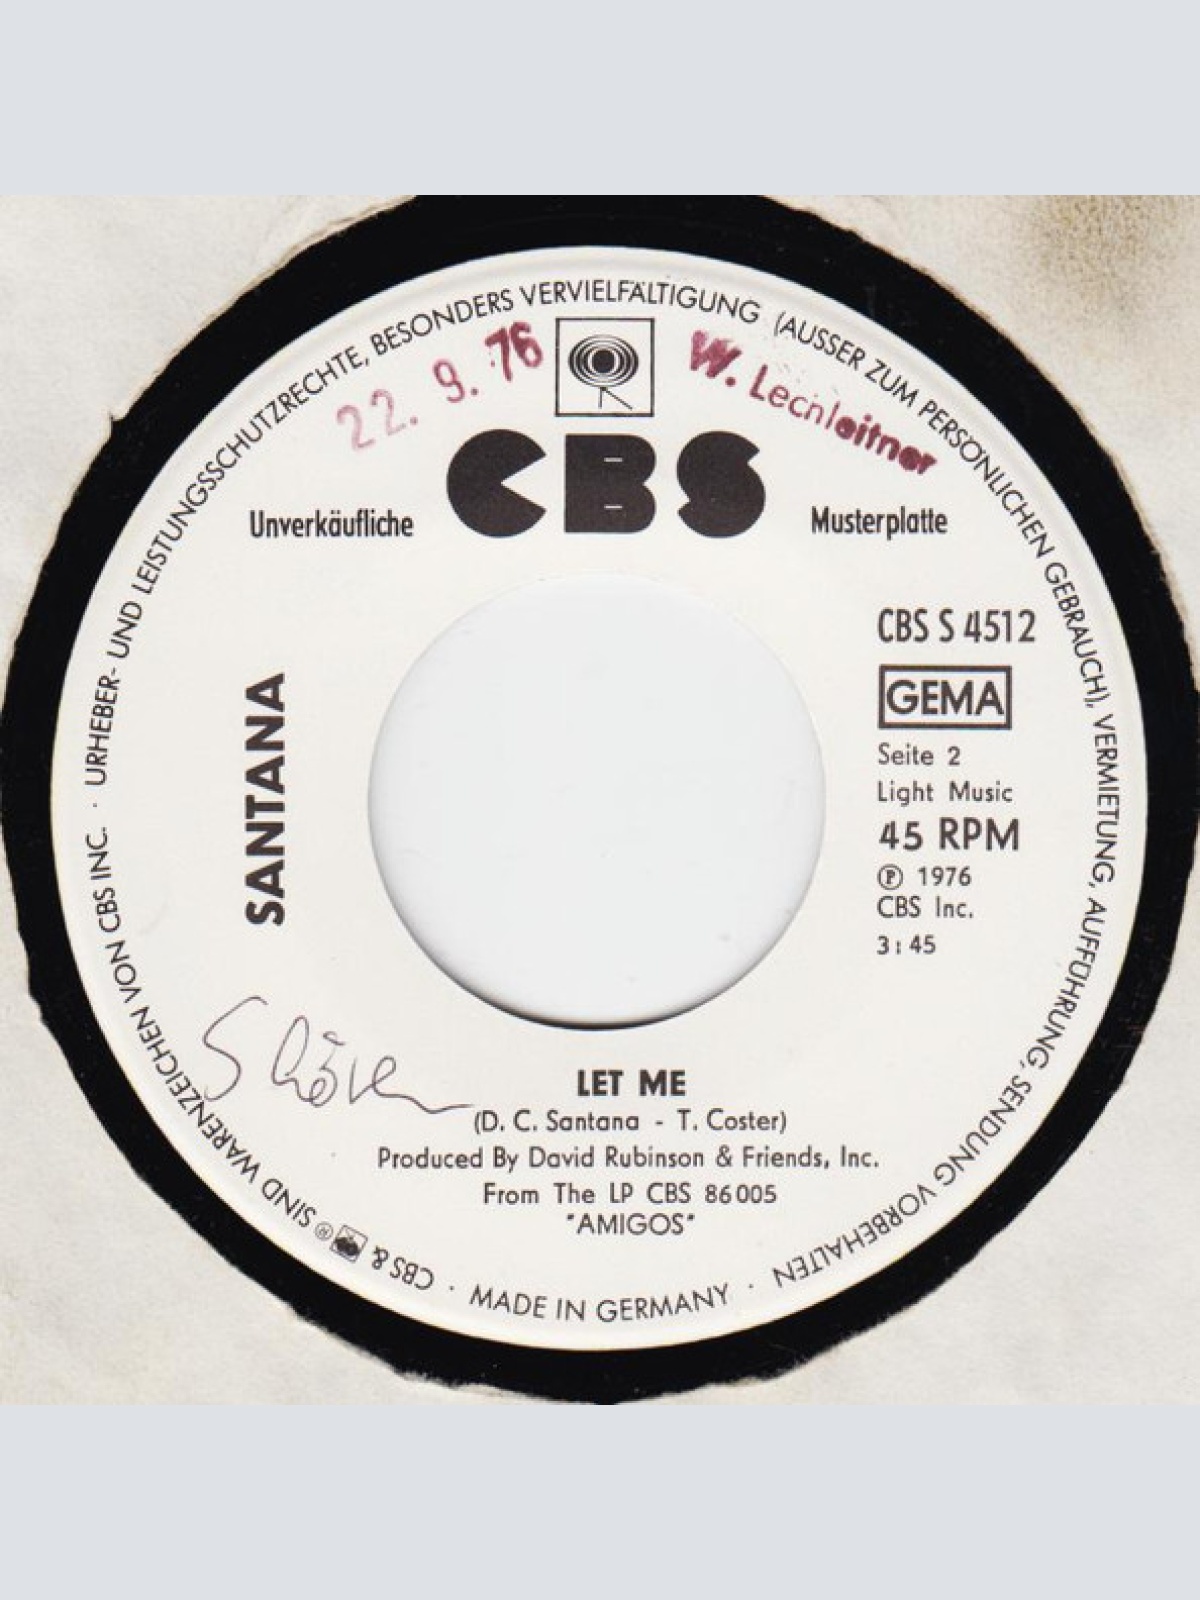 · URHEBER- UND LEISTUNGSSCHUTZRECHTE, BESONDERS VERVIELFÄLTIGUNG (AUSSER ZUM PERSÖNLICHEN GEBRAUCH), VERMIETUNG, AUFFÜHRUNG, SENDUNG VORBEHALTEN ·
22. 9. 76
W. Lechleitner
CBS
Unverkäufliche
Musterplatte
SANTANA
CBS S 4512
GEMA
Seite 2
Light Music
45 RPM
℗ 1976
CBS Inc.
3:45
LET ME
(D. C. Santana - T. Coster)
Produced By David Rubinson & Friends, Inc.
From The LP CBS 86005
"AMIGOS"
MADE IN GERMANY ·
CBS & ® SIND WARENZEICHEN VON CBS INC.